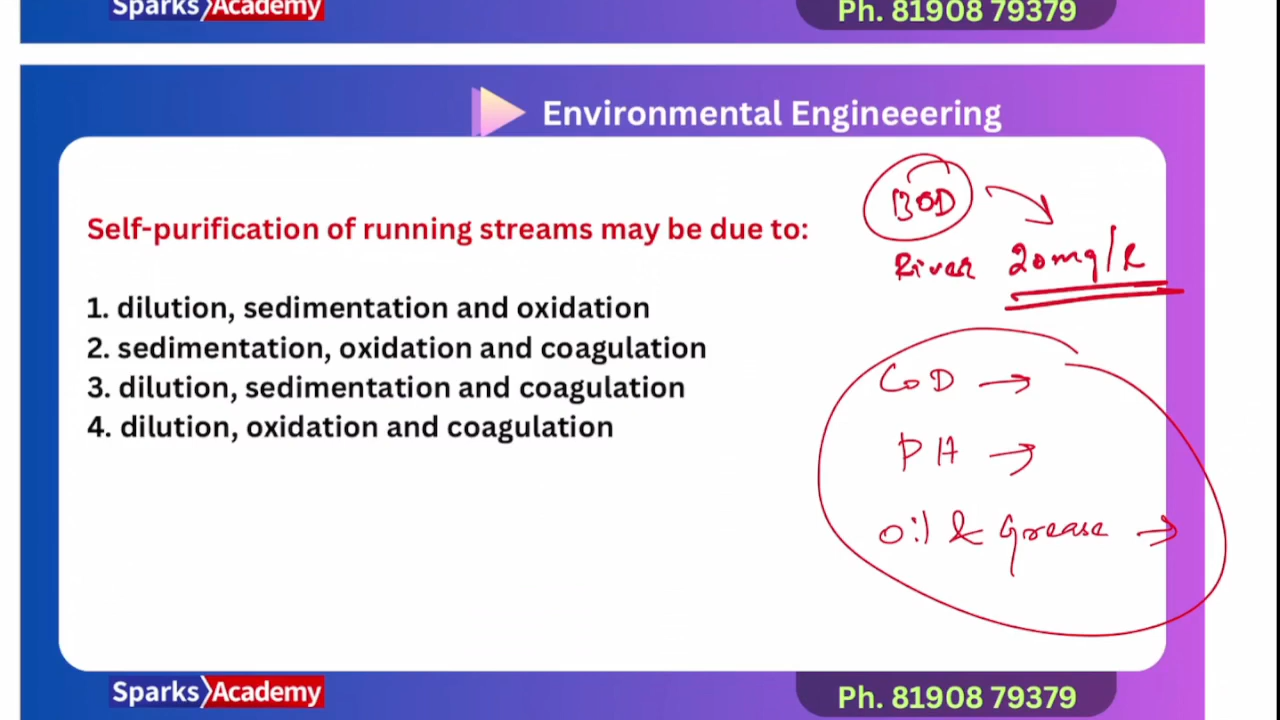 Sparks Academy
Ph. 81908 79379
Environmental Engineeering
Self-purification of running streams may be due to:
1. dilution, sedimentation and oxidation
2. sedimentation, oxidation and coagulation
3. dilution, sedimentation and coagulation
4. dilution, oxidation and coagulation
BOD
River 20mg/l
COD →
PH →
Oil & Grease →
Sparks Academy
Ph. 81908 79379